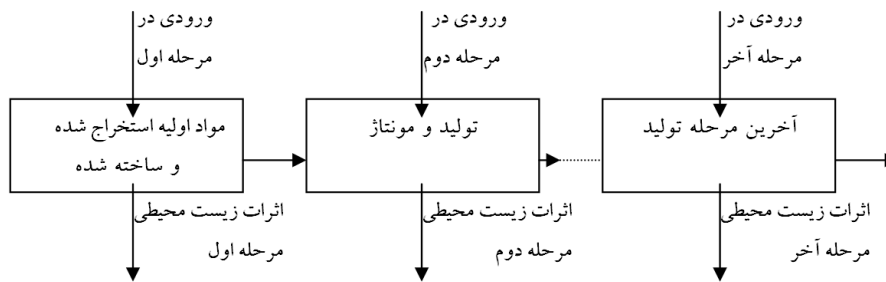 ورودی در
مرحله اول
ورودی در
مرحله دوم
ورودی در
مرحله آخر
مواد اولیه استخراج شده
و ساخته شده
تولید و مونتاژ
آخرین مرحله تولید
اثرات زیست محیطی
مرحله اول
اثرات زیست محیطی
مرحله دوم
اثرات زیست محیطی
مرحله آخر